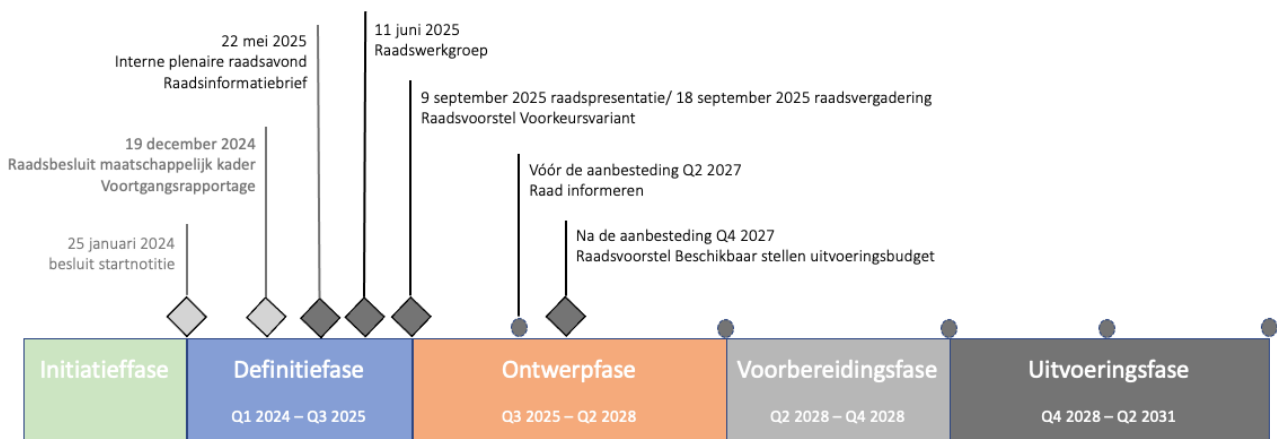 22 mei 2025
Interne plenaire raadsavond
Raadsinformatiebrief
11 juni 2025
Raadswerkgroep
9 september 2025 raadspresentatie/ 18 september 2025 raadsvergadering
Raadsvoorstel Voorkeursvariant
19 december 2024
Raadsbesluit maatschappelijk kader
Voortgangsrapportage
Vóór de aanbesteding Q2 2027
Raad informeren
25 januari 2024
besluit startnotitie
Na de aanbesteding Q4 2027
Raadsvoorstel Beschikbaar stellen uitvoeringsbudget
Initiatieffase
Definitiefase
Q1 2024 – Q3 2025
Ontwerpfase
Q3 2025 – Q2 2028
Voorbereidingsfase
Q2 2028 – Q4 2028
Uitvoeringsfase
Q4 2028 – Q2 2031